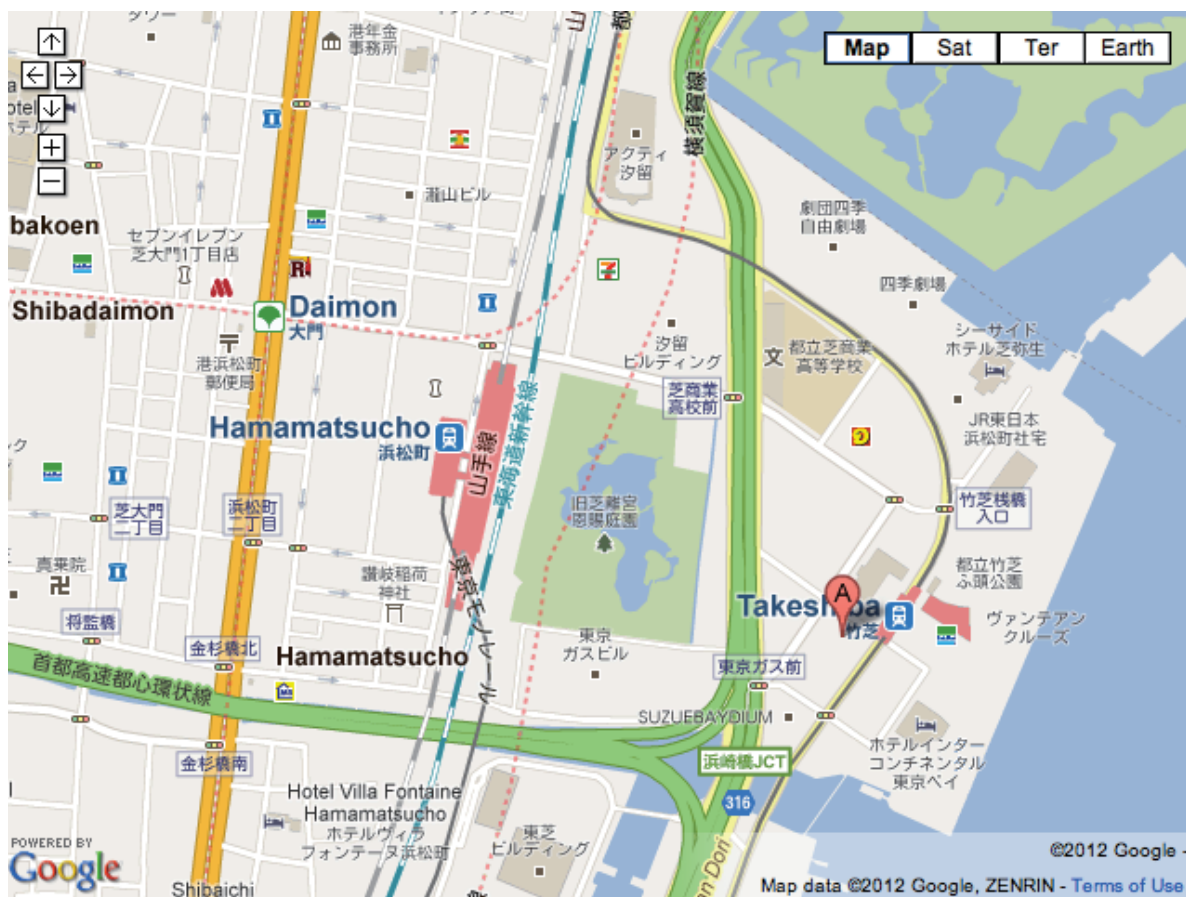 Map
Sat
Ter
Earth
港年金
事務所
アクティ
汐留
横須賀線
瀧山ビル
劇団四季
自由劇場
四季劇場
シーサイド
ホテル芝弥生
bakoen
セブンイレブン
芝大門1丁目店
Shibadaimon
Daimon
大門
港浜松町
郵便局
汐留
ビルディング
都立芝商業
高等学校
芝商業
高校前
JR東日本
浜松町社宅
Hamamatsucho
浜松町
山手線
東海道新幹線
芝大門
二丁目
浜松町
二丁目
旧芝離宮
恩賜庭園
竹芝桟橋
入口
真乗院
讃岐稲荷
神社
東京モノレール
都立竹芝
ふ頭公園
A
Takeshiba
竹芝
ヴァンテアン
クルーズ
将監橋
金杉橋北
Hamamatsucho
東京
ガスビル
東京ガス前
首都高速都心環状線
SUZUEBAYDIUM
金杉橋南
浜崎橋JCT
ホテルインター
コンチネンタル
東京ベイ
316
Hotel Villa Fontaine
Hamamatsucho
ホテルヴィラ
フォンテーヌ浜松町
東芝
ビルディング
Shibaichi
POWERED BY
Google
©2012 Google -
Map data ©2012 Google, ZENRIN - Terms of Use